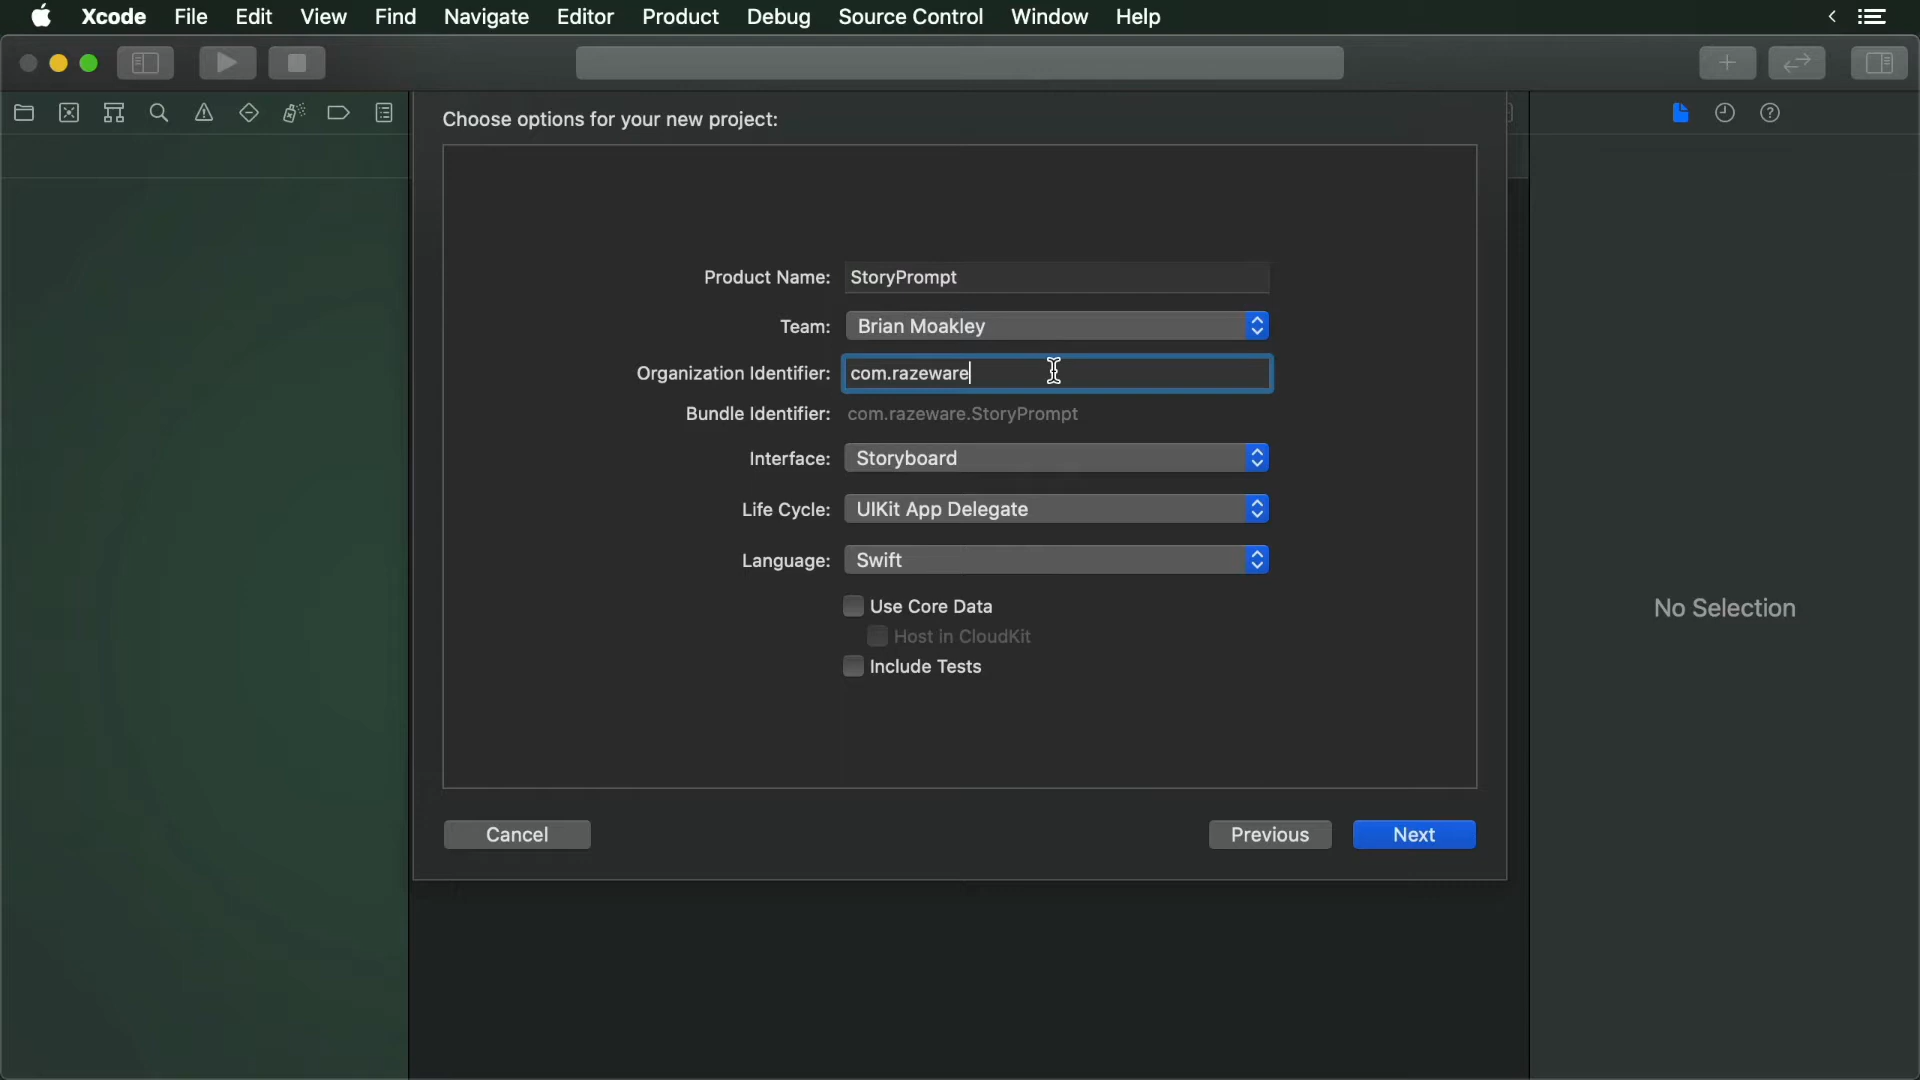 Xcode File Edit View Find Navigate Editor Product Debug Source Control Window Help
Choose options for your new project:
Product Name: StoryPrompt
Team: Brian Moakley
Organization Identifier: com.razeware
Bundle Identifier: com.razeware.StoryPrompt
Interface: Storyboard
Life Cycle: UIKit App Delegate
Language: Swift
Use Core Data
Host in CloudKit
Include Tests
No Selection
Cancel Previous Next